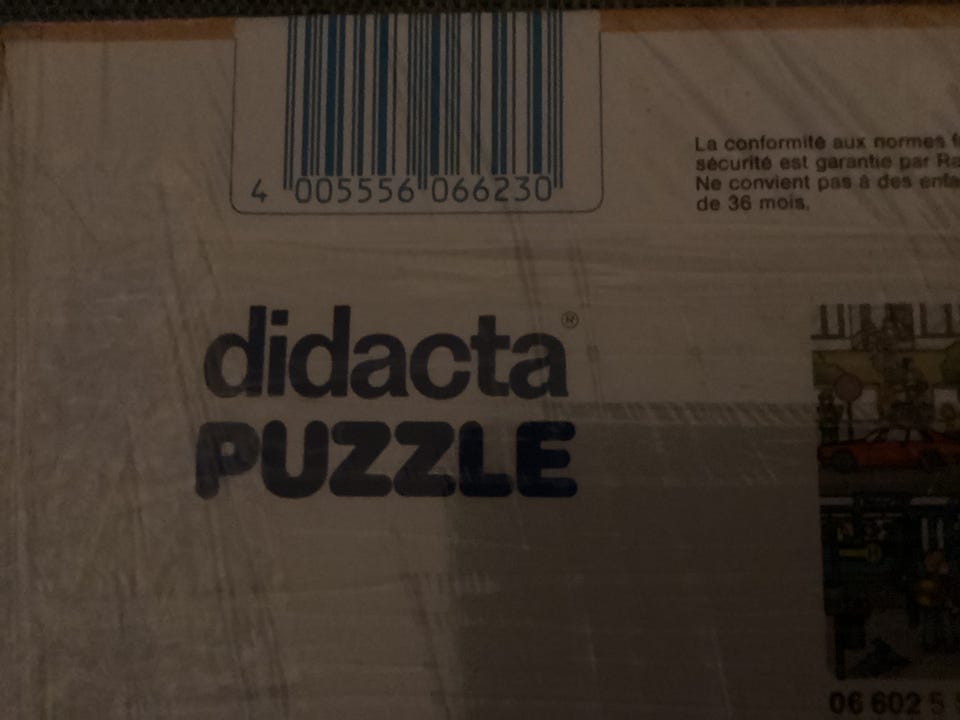 4 005556 066230
La conformité aux normes
sécurité est garantie par
Ne convient pas à des
de 36 mois.
didacta®
PUZZLE
06 602 5